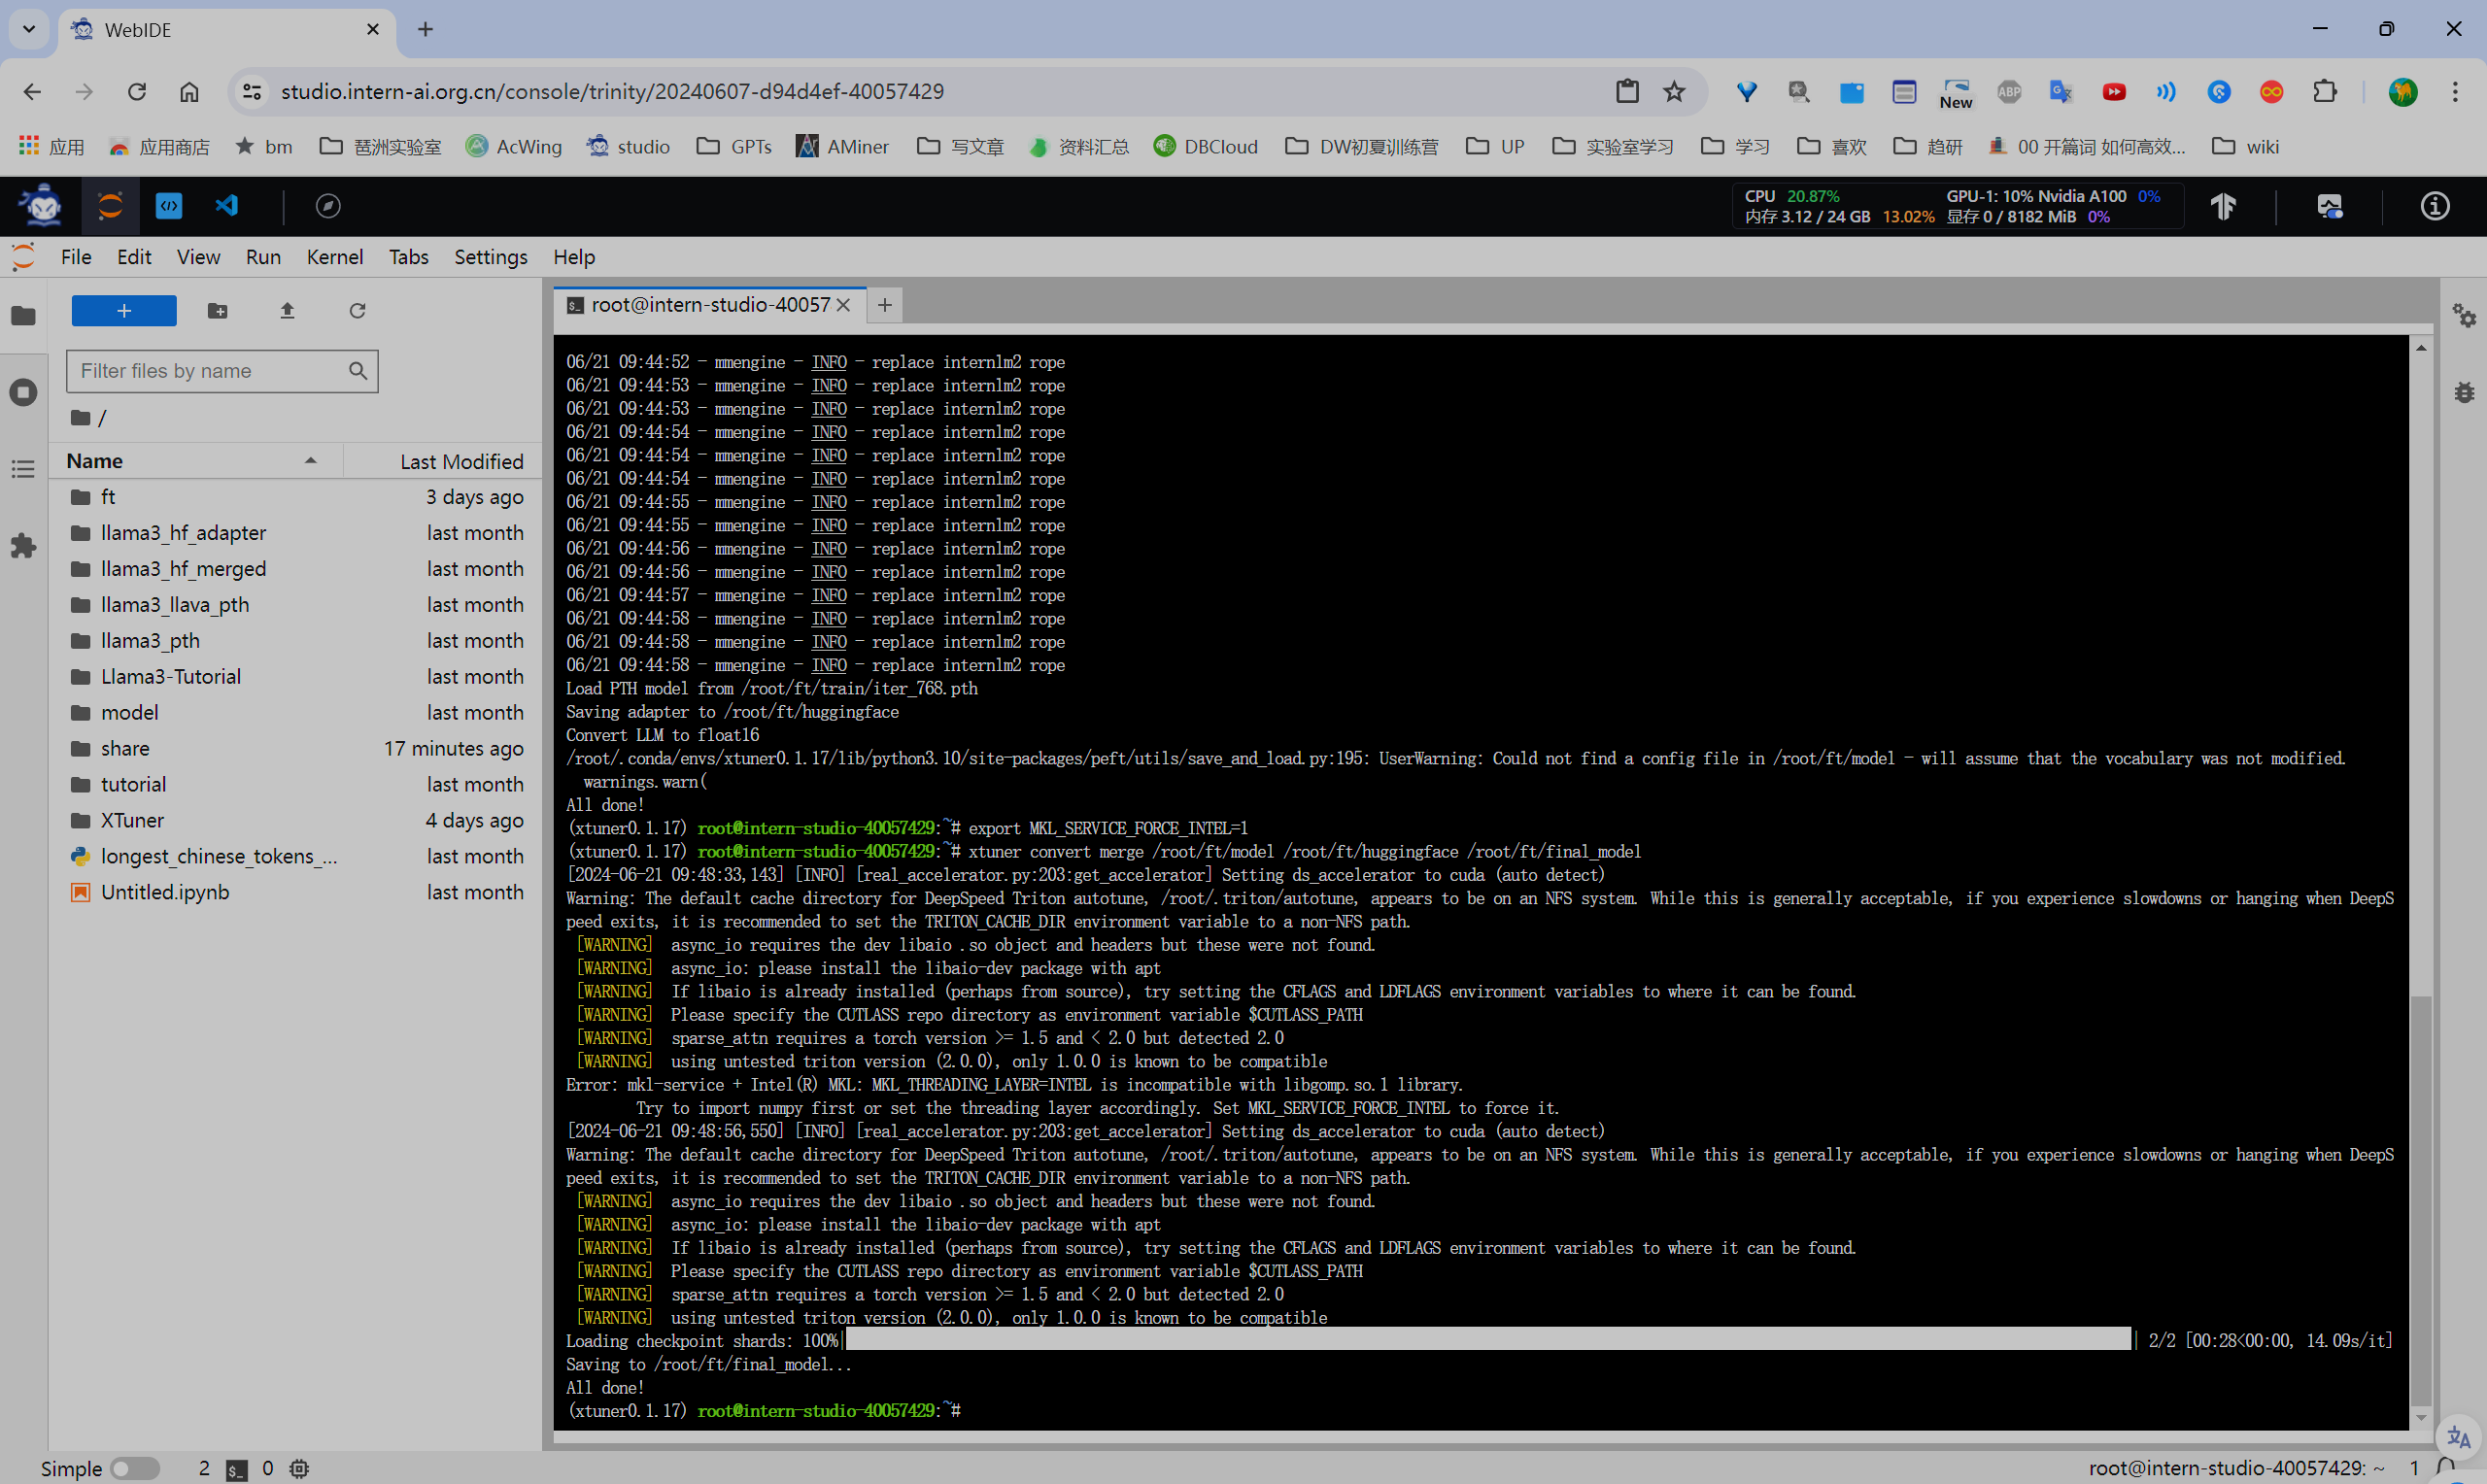 WebIDE
studio.intern-ai.org.cn/console/trinity/20240607-d94d4ef-40057429
New
ABP
应用
应用商店
bm
琶洲实验室
AcWing
studio
GPTs
AMiner
写文章
资料汇总
DBCloud
DW初夏训练营
UP
实验室学习
学习
喜欢
趋研
00 开篇词 如何高效...
wiki
CPU 20.87% GPU-1: 10% Nvidia A100 0%
内存 3.12 / 24 GB 13.02% 显存 0 / 8182 MiB 0%
File Edit View Run Kernel Tabs Settings Help
root@intern-studio-40057
Filter files by name
/
Name Last Modified
ft 3 days ago
llama3_hf_adapter last month
llama3_hf_merged last month
llama3_llava_pth last month
llama3_pth last month
Llama3-Tutorial last month
model last month
share 17 minutes ago
tutorial last month
XTuner 4 days ago
longest_chinese_tokens_... last month
Untitled.ipynb last month
06/21 09:44:52 - mmengine - INFO - replace internlm2 rope
06/21 09:44:53 - mmengine - INFO - replace internlm2 rope
06/21 09:44:53 - mmengine - INFO - replace internlm2 rope
06/21 09:44:54 - mmengine - INFO - replace internlm2 rope
06/21 09:44:54 - mmengine - INFO - replace internlm2 rope
06/21 09:44:54 - mmengine - INFO - replace internlm2 rope
06/21 09:44:55 - mmengine - INFO - replace internlm2 rope
06/21 09:44:55 - mmengine - INFO - replace internlm2 rope
06/21 09:44:56 - mmengine - INFO - replace internlm2 rope
06/21 09:44:56 - mmengine - INFO - replace internlm2 rope
06/21 09:44:57 - mmengine - INFO - replace internlm2 rope
06/21 09:44:58 - mmengine - INFO - replace internlm2 rope
06/21 09:44:58 - mmengine - INFO - replace internlm2 rope
06/21 09:44:58 - mmengine - INFO - replace internlm2 rope
Load PTH model from /root/ft/train/iter_768.pth
Saving adapter to /root/ft/huggingface
Convert LLM to float16
/root/.conda/envs/xtuner0.1.17/lib/python3.10/site-packages/peft/utils/save_and_load.py:195: UserWarning: Could not find a config file in /root/ft/model - will assume that the vocabulary was not modified.
warnings.warn(
All done!
(xtuner0.1.17) root@intern-studio-40057429:~# export MKL_SERVICE_FORCE_INTEL=1
(xtuner0.1.17) root@intern-studio-40057429:~# xtuner convert merge /root/ft/model /root/ft/huggingface /root/ft/final_model
[2024-06-21 09:48:33,143] [INFO] [real_accelerator.py:203:get_accelerator] Setting ds_accelerator to cuda (auto detect)
Warning: The default cache directory for DeepSpeed Triton autotune, /root/.triton/autotune, appears to be on an NFS system. While this is generally acceptable, if you experience slowdowns or hanging when DeepS
peed exits, it is recommended to set the TRITON_CACHE_DIR environment variable to a non-NFS path.
[WARNING] async_io requires the dev libaio .so object and headers but these were not found.
[WARNING] async_io: please install the libaio-dev package with apt
[WARNING] If libaio is already installed (perhaps from source), try setting the CFLAGS and LDFLAGS environment variables to where it can be found.
[WARNING] Please specify the CUTLASS repo directory as environment variable $CUTLASS_PATH
[WARNING] sparse_attn requires a torch version >= 1.5 and < 2.0 but detected 2.0
[WARNING] using untested triton version (2.0.0), only 1.0.0 is known to be compatible
Error: mkl-service + Intel(R) MKL: MKL_THREADING_LAYER=INTEL is incompatible with libgomp.so.1 library.
Try to import numpy first or set the threading layer accordingly. Set MKL_SERVICE_FORCE_INTEL to force it.
[2024-06-21 09:48:56,550] [INFO] [real_accelerator.py:203:get_accelerator] Setting ds_accelerator to cuda (auto detect)
Warning: The default cache directory for DeepSpeed Triton autotune, /root/.triton/autotune, appears to be on an NFS system. While this is generally acceptable, if you experience slowdowns or hanging when DeepS
peed exits, it is recommended to set the TRITON_CACHE_DIR environment variable to a non-NFS path.
[WARNING] async_io requires the dev libaio .so object and headers but these were not found.
[WARNING] async_io: please install the libaio-dev package with apt
[WARNING] If libaio is already installed (perhaps from source), try setting the CFLAGS and LDFLAGS environment variables to where it can be found.
[WARNING] Please specify the CUTLASS repo directory as environment variable $CUTLASS_PATH
[WARNING] sparse_attn requires a torch version >= 1.5 and < 2.0 but detected 2.0
[WARNING] using untested triton version (2.0.0), only 1.0.0 is known to be compatible
Loading checkpoint shards: 100%| | 2/2 [00:28<00:00, 14.09s/it]
Saving to /root/ft/final_model...
All done!
(xtuner0.1.17) root@intern-studio-40057429:~#
Simple 2 0 root@intern-studio-40057429: ~ 1